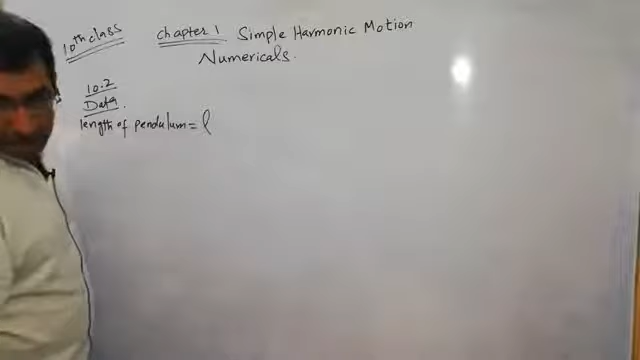 10th class
chapter 1 Simple Harmonic Motion
Numericals.
10.2
Data.
length of pendulum = l